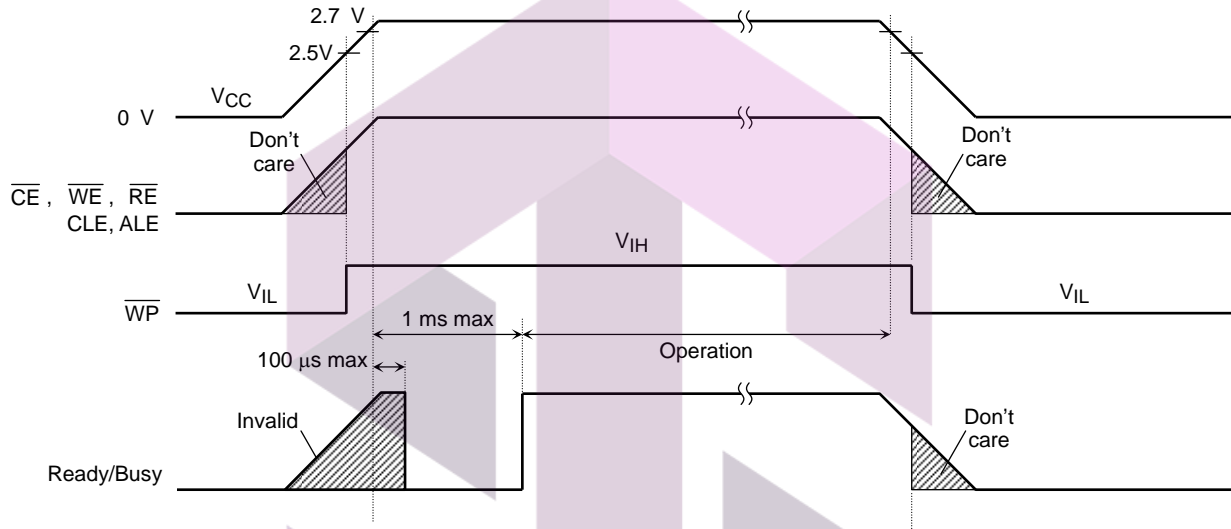 2.7 V
2.5V
0 V
VCC
Don't
care
Don't
care
CE , WE , RE
CLE, ALE
VIH
VIL
VIL
WP
1 ms max
Operation
100 μs max
Invalid
Don't
care
Ready/Busy